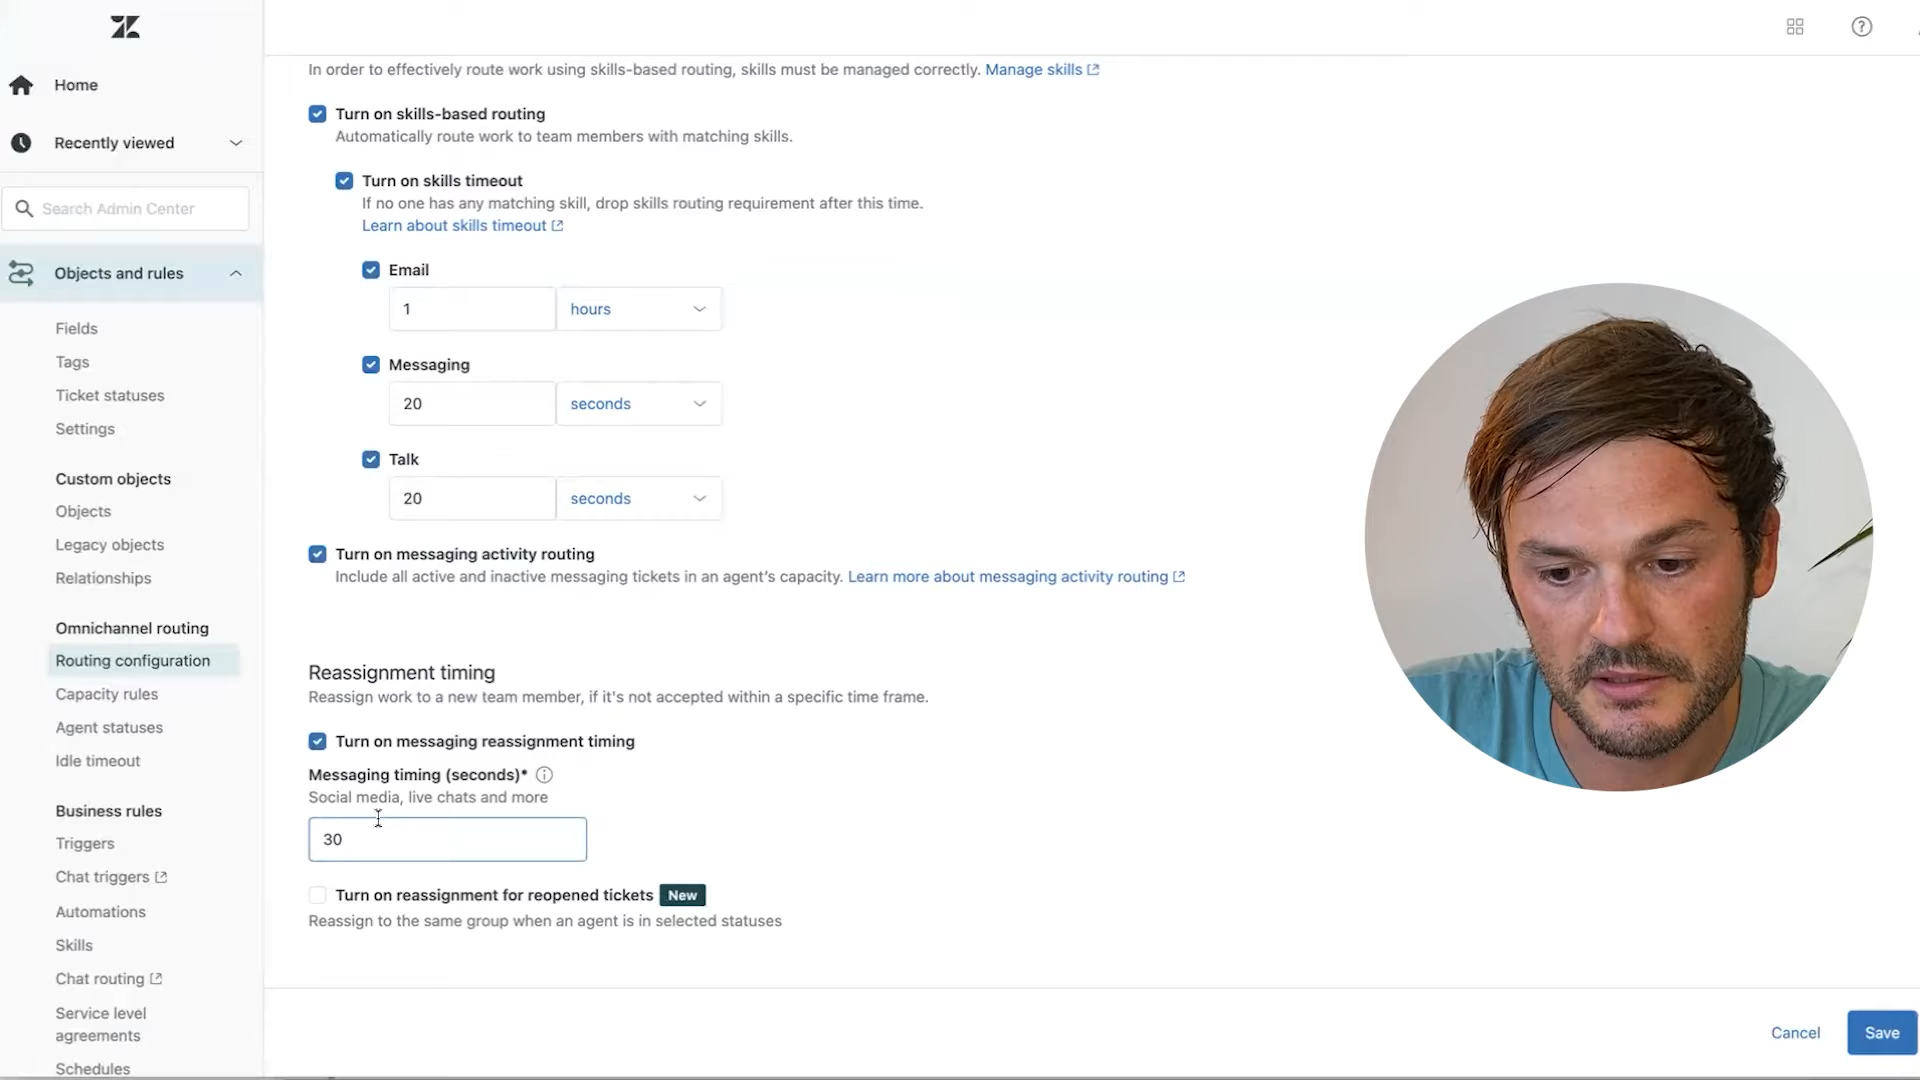 Home
Recently viewed
Search Admin Center
Objects and rules
Fields
Tags
Ticket statuses
Settings
Custom objects
Objects
Legacy objects
Relationships
Omnichannel routing
Routing configuration
Capacity rules
Agent statuses
Idle timeout
Business rules
Triggers
Chat triggers
Automations
Skills
Chat routing
Service level
agreements
Schedules
In order to effectively route work using skills-based routing, skills must be managed correctly. Manage skills
Turn on skills-based routing
Automatically route work to team members with matching skills.
Turn on skills timeout
If no one has any matching skill, drop skills routing requirement after this time.
Learn about skills timeout
Email
1 hours
Messaging
20 seconds
Talk
20 seconds
Turn on messaging activity routing
Include all active and inactive messaging tickets in an agent's capacity. Learn more about messaging activity routing
Reassignment timing
Reassign work to a new team member, if it's not accepted within a specific time frame.
Turn on messaging reassignment timing
Messaging timing (seconds)*
Social media, live chats and more
30
Turn on reassignment for reopened tickets New
Reassign to the same group when an agent is in selected statuses
Cancel Save